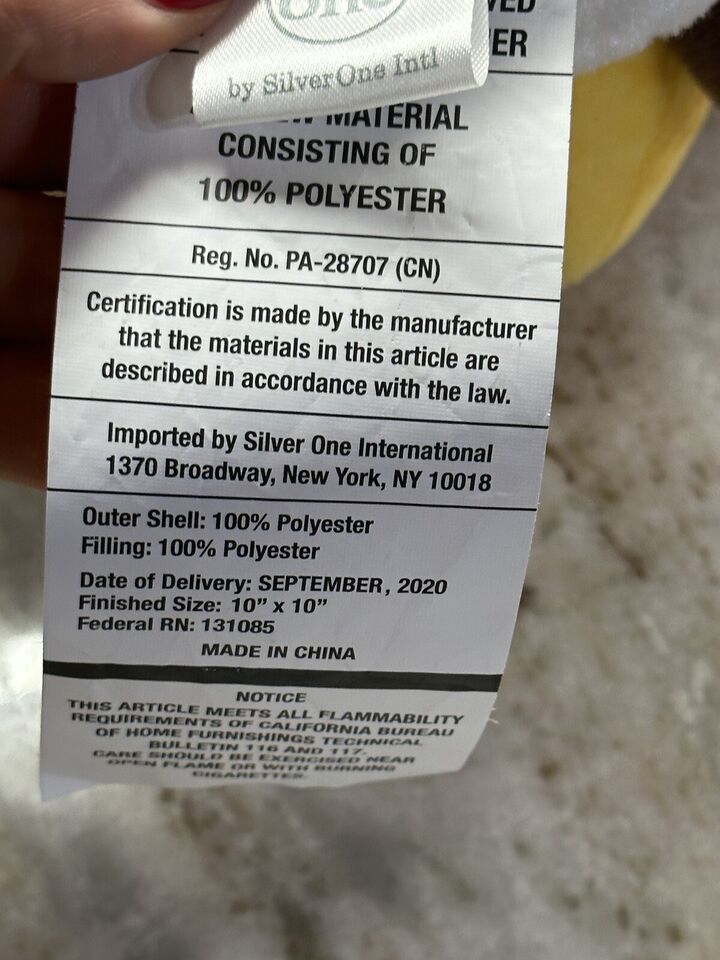 One
by SilverOne Intl
VED
ER
MATERIAL
CONSISTING OF
100% POLYESTER
Reg. No. PA-28707 (CN)
Certification is made by the manufacturer
that the materials in this article are
described in accordance with the law.
Imported by Silver One International
1370 Broadway, New York, NY 10018
Outer Shell: 100% Polyester
Filling: 100% Polyester
Date of Delivery: SEPTEMBER, 2020
Finished Size: 10” x 10”
Federal RN: 131085
MADE IN CHINA
NOTICE
THIS ARTICLE MEETS ALL FLAMMABILITY
REQUIREMENTS OF CALIFORNIA BUREAU
OF HOME FURNISHINGS TECHNICAL
BULLETIN 116 AND 117.
CARE SHOULD BE EXERCISED NEAR
OPEN FLAME OR WITH BURNING
CIGARETTES.